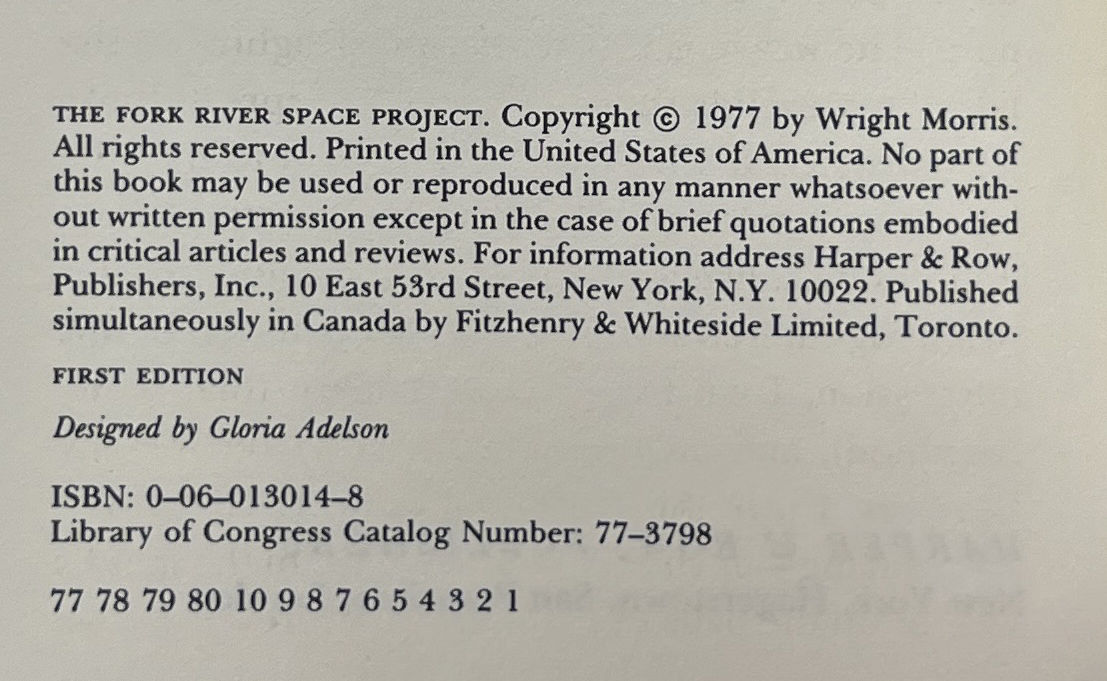 THE FORK RIVER SPACE PROJECT. Copyright © 1977 by Wright Morris.
All rights reserved. Printed in the United States of America. No part of
this book may be used or reproduced in any manner whatsoever with-
out written permission except in the case of brief quotations embodied
in critical articles and reviews. For information address Harper & Row,
Publishers, Inc., 10 East 53rd Street, New York, N.Y. 10022. Published
simultaneously in Canada by Fitzhenry & Whiteside Limited, Toronto.
FIRST EDITION
Designed by Gloria Adelson
ISBN: 0–06–013014–8
Library of Congress Catalog Number: 77–3798
77 78 79 80 10 9 8 7 6 5 4 3 2 1